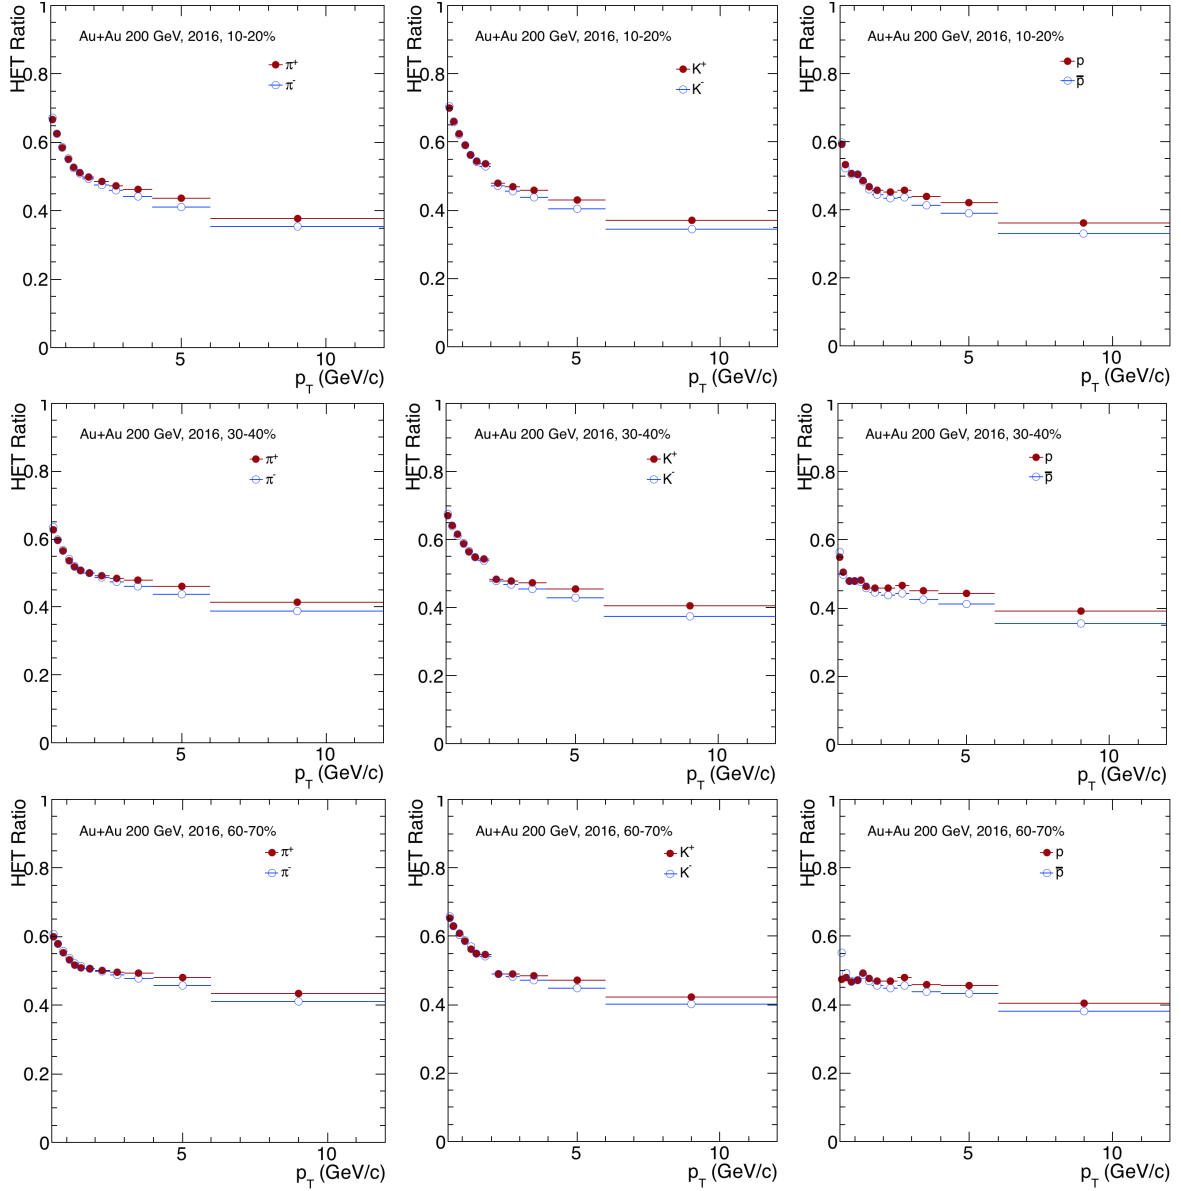 HFT Ratio
Au+Au 200 GeV, 2016, 10-20%
π+
π-
1
0.8
0.6
0.4
0.2
0
5
10
pT (GeV/c)
HFT Ratio
Au+Au 200 GeV, 2016, 10-20%
K+
K-
1
0.8
0.6
0.4
0.2
0
5
10
pT (GeV/c)
HFT Ratio
Au+Au 200 GeV, 2016, 10-20%
p
p̅
1
0.8
0.6
0.4
0.2
0
5
10
pT (GeV/c)
HFT Ratio
Au+Au 200 GeV, 2016, 30-40%
π+
π-
1
0.8
0.6
0.4
0.2
0
5
10
pT (GeV/c)
HFT Ratio
Au+Au 200 GeV, 2016, 30-40%
K+
K-
1
0.8
0.6
0.4
0.2
0
5
10
pT (GeV/c)
HFT Ratio
Au+Au 200 GeV, 2016, 30-40%
p
p̅
1
0.8
0.6
0.4
0.2
0
5
10
pT (GeV/c)
HFT Ratio
Au+Au 200 GeV, 2016, 60-70%
π+
π-
1
0.8
0.6
0.4
0.2
0
5
10
pT (GeV/c)
HFT Ratio
Au+Au 200 GeV, 2016, 60-70%
K+
K-
1
0.8
0.6
0.4
0.2
0
5
10
pT (GeV/c)
HFT Ratio
Au+Au 200 GeV, 2016, 60-70%
p
p̅
1
0.8
0.6
0.4
0.2
0
5
10
pT (GeV/c)